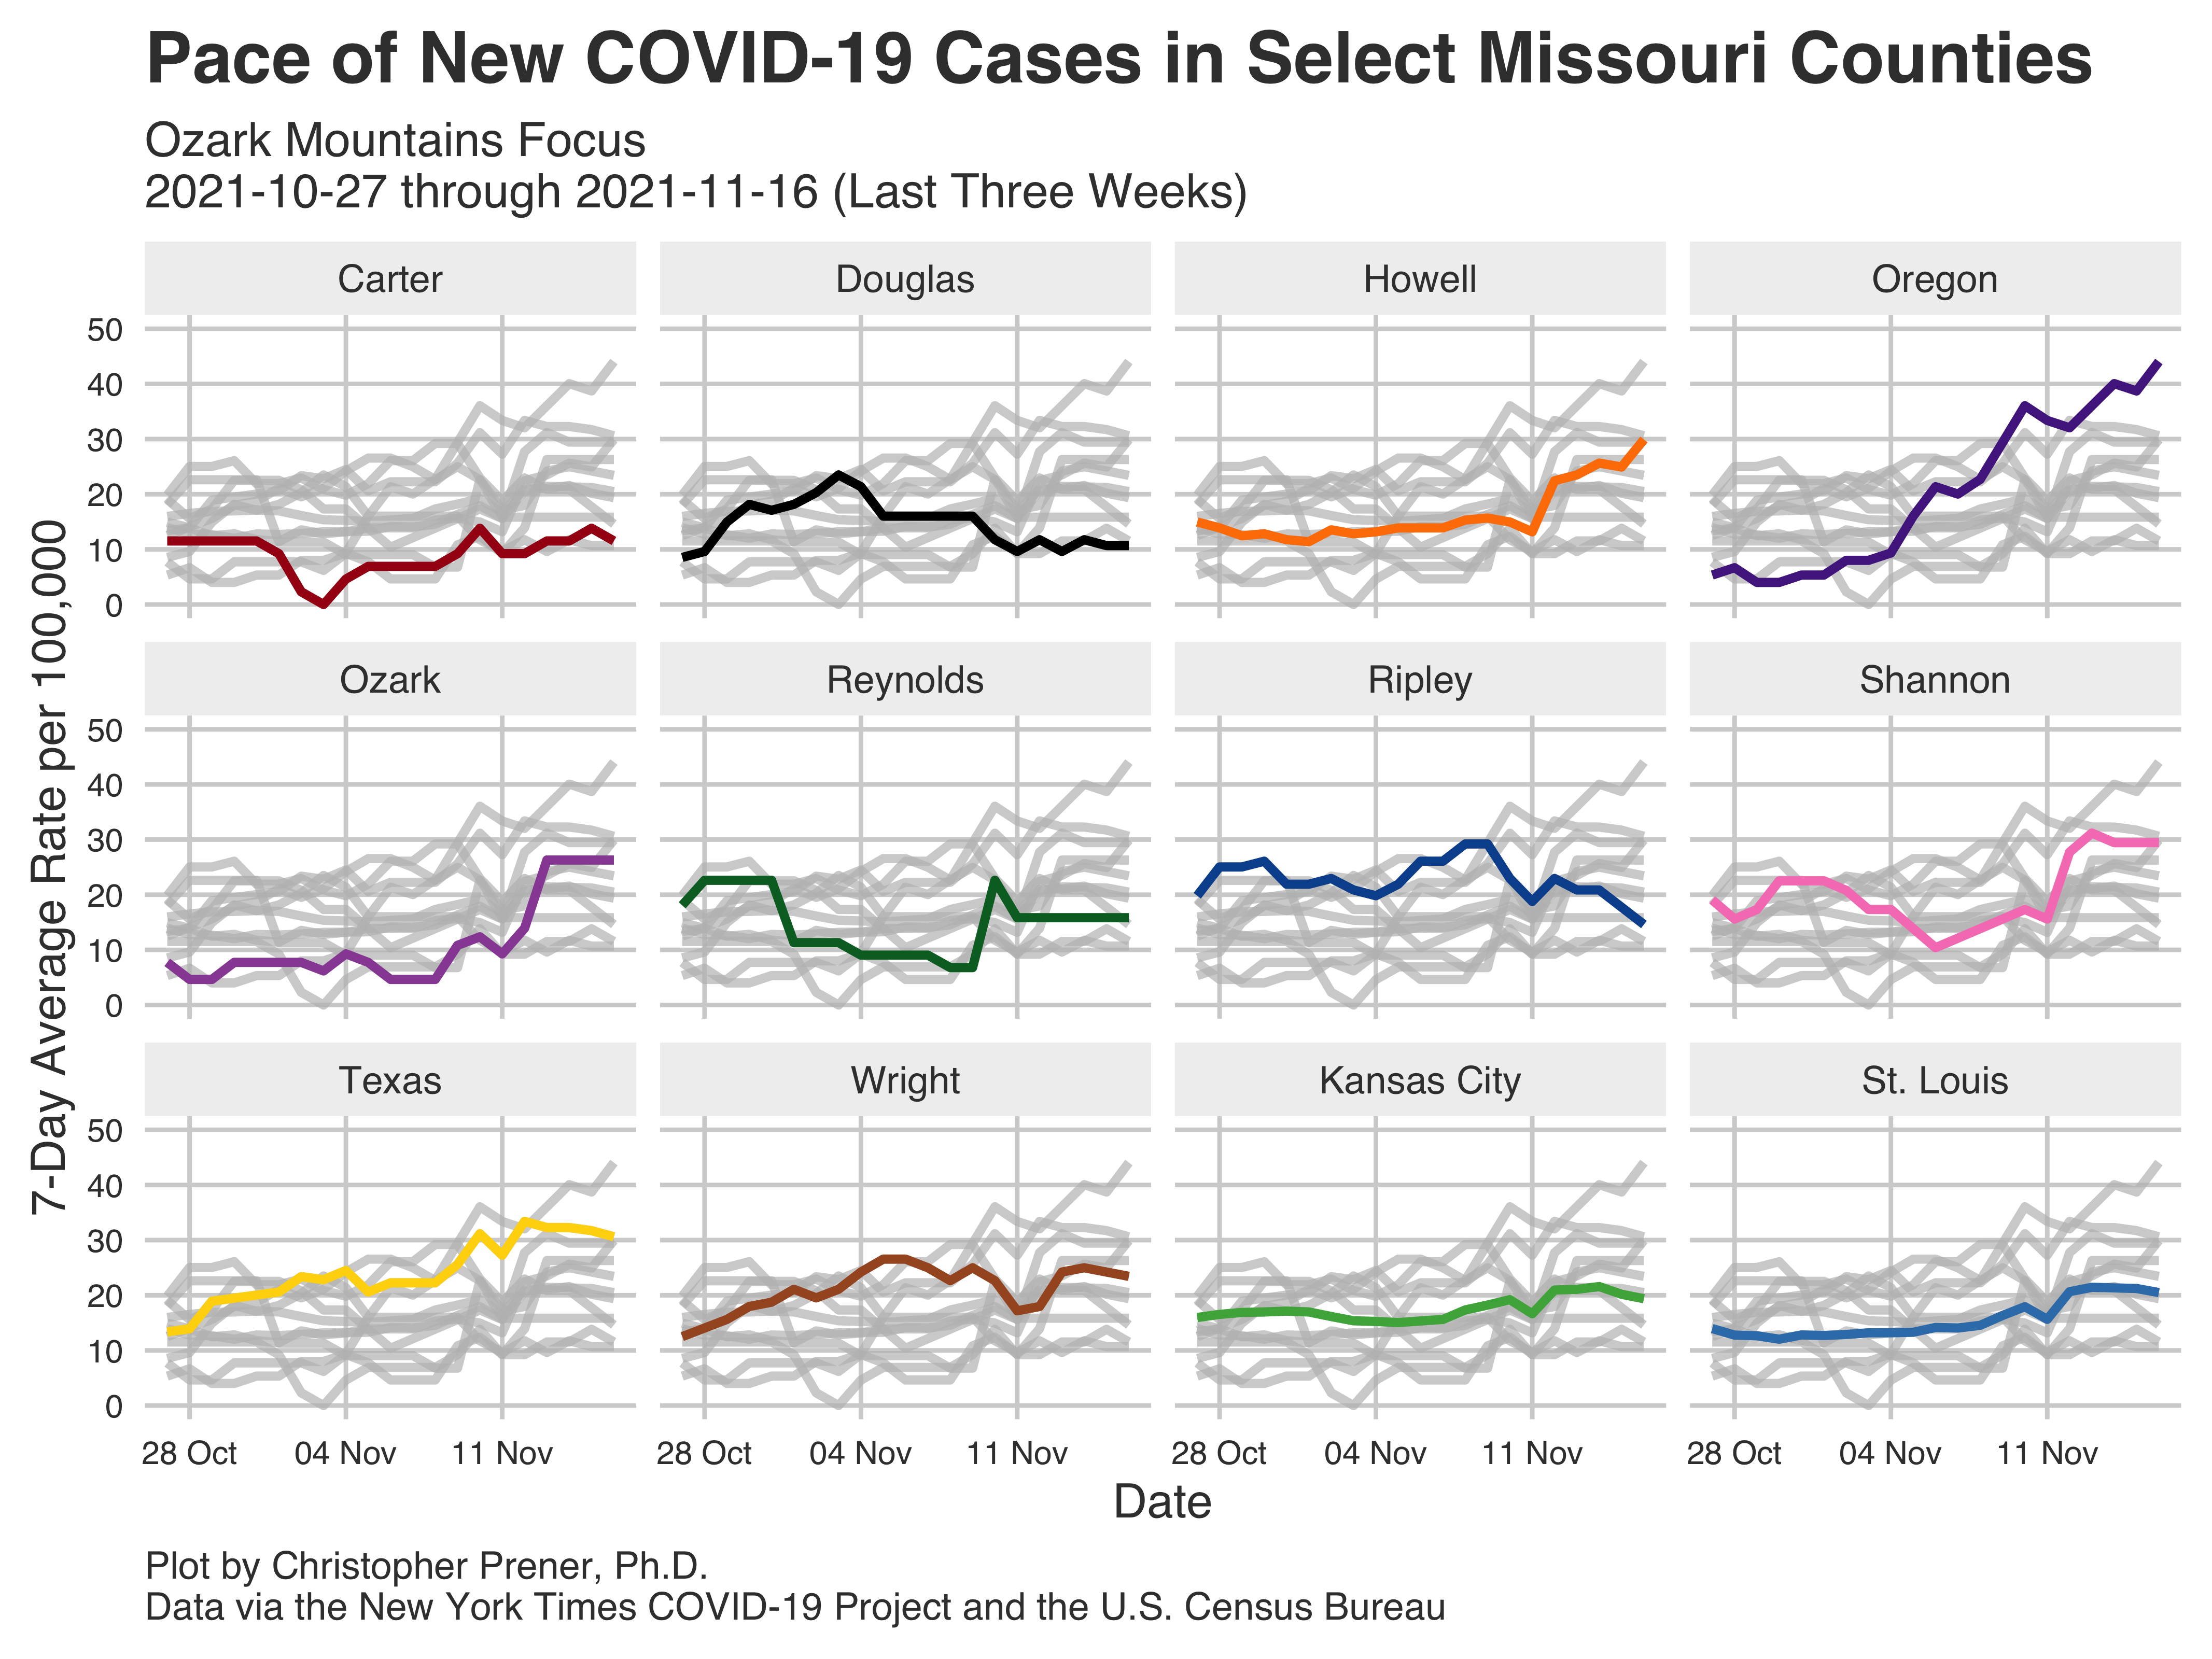 Pace of New COVID-19 Cases in Select Missouri Counties
Ozark Mountains Focus
2021-10-27 through 2021-11-16 (Last Three Weeks)
7-Day Average Rate per 100,000
Carter
Douglas
Howell
Oregon
50
40
30
20
10
0
Ozark
Reynolds
Ripley
Shannon
50
40
30
20
10
0
Texas
Wright
Kansas City
St. Louis
50
40
30
20
10
0
28 Oct 04 Nov 11 Nov
28 Oct 04 Nov 11 Nov
28 Oct 04 Nov 11 Nov
28 Oct 04 Nov 11 Nov
Date
Plot by Christopher Prener, Ph.D.
Data via the New York Times COVID-19 Project and the U.S. Census Bureau